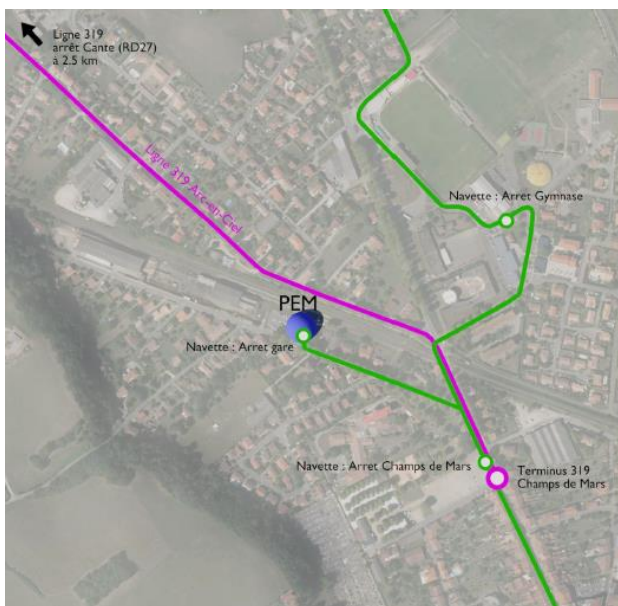 Ligne 319
arrêt Cante (RD27)
à 2.5 km
Ligne 319 Arc-en-Ciel
Navette : Arret Gymnase
PEM
Navette : Arret gare
Navette : Arret Champs de Mars
Terminus 319
Champs de Mars